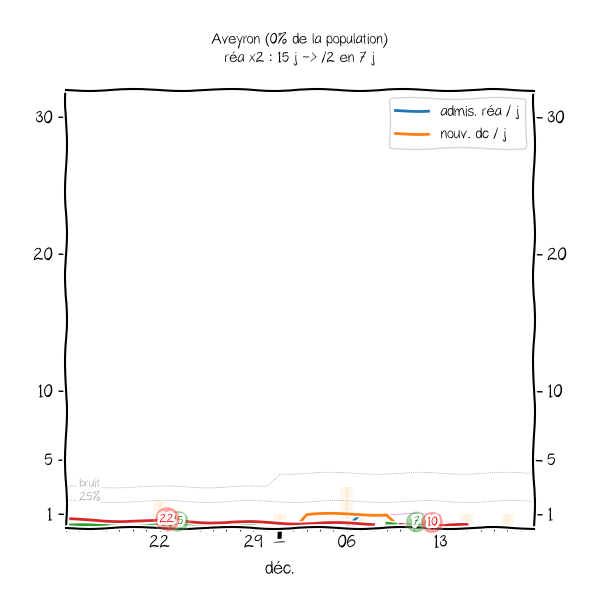 Aveyron (0% de la population)
réa x2 : 15 j -> /2 en 7 j
admis. réa / j
nouv. dc / j
30 30
20 20
10 10
5 5
bruit
25%
1 1
22 5 7 10
22 29 06 13
déc.